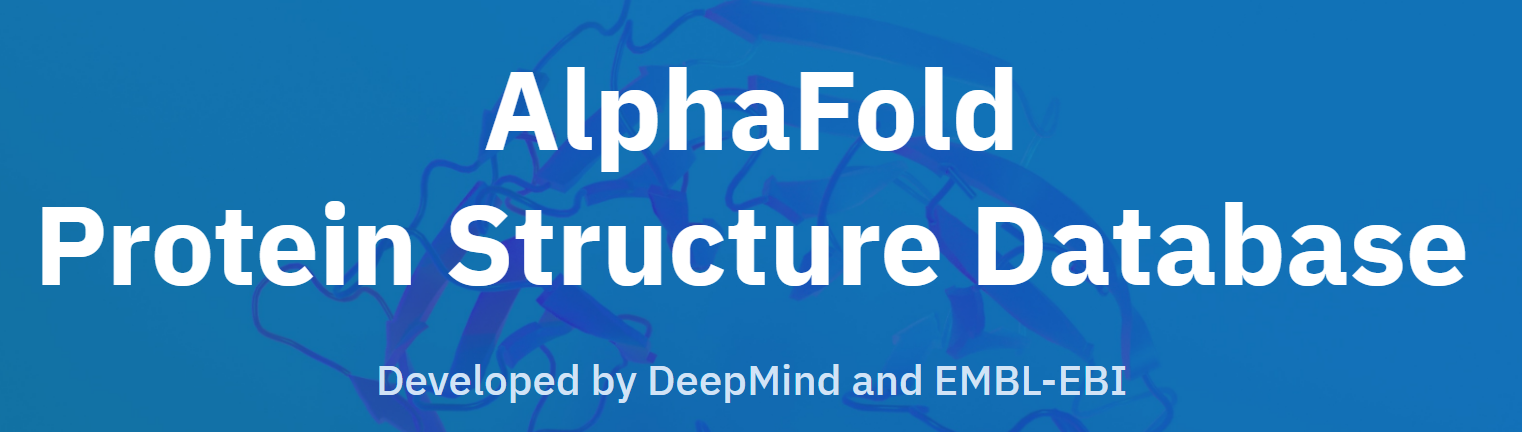 AlphaFold
Protein Structure Database
Developed by DeepMind and EMBL-EBI